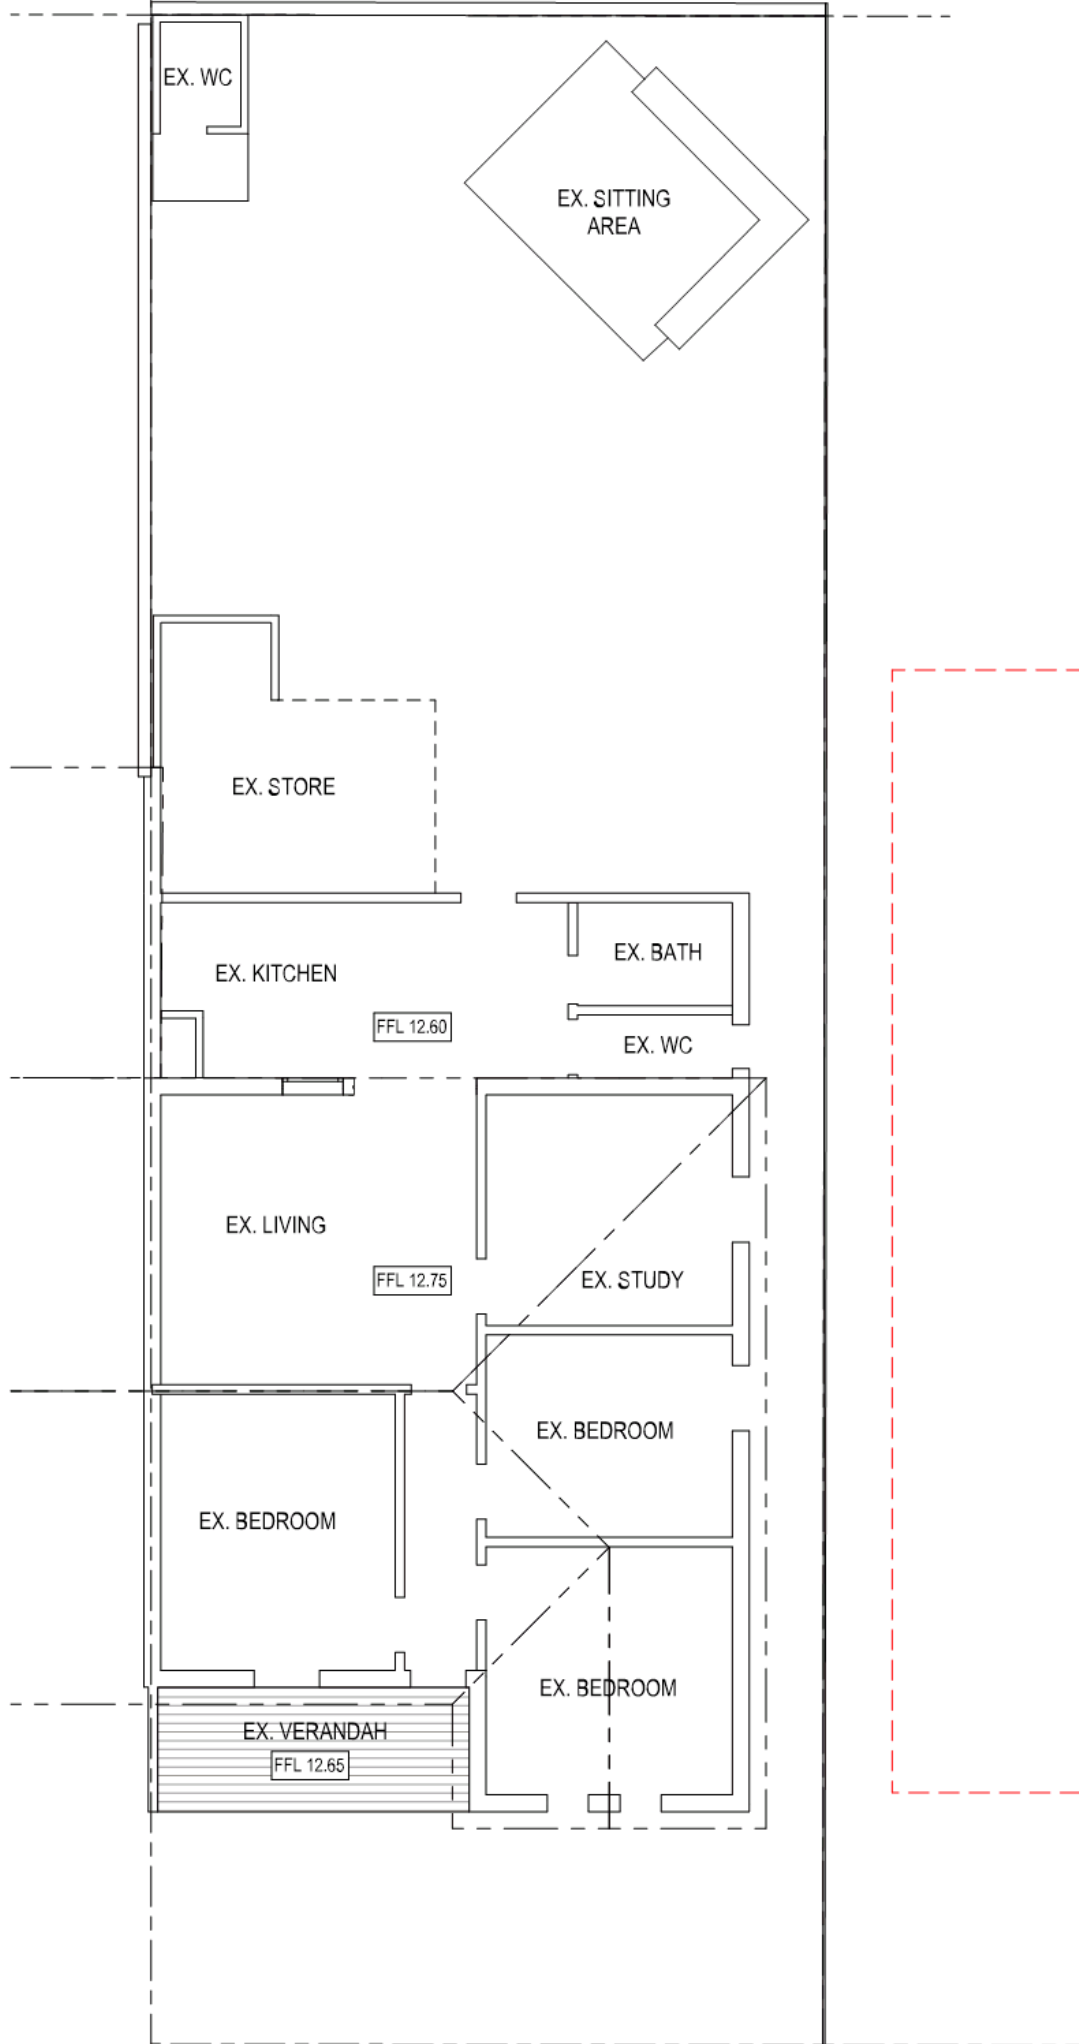 EX. WC
EX. SITTING
AREA
EX. STORE
EX. BATH
EX. KITCHEN
FFL 12.60
EX. WC
EX. LIVING
FFL 12.75
EX. STUDY
EX. BEDROOM
EX. BEDROOM
EX. BEDROOM
EX. VERANDAH
FFL 12.65